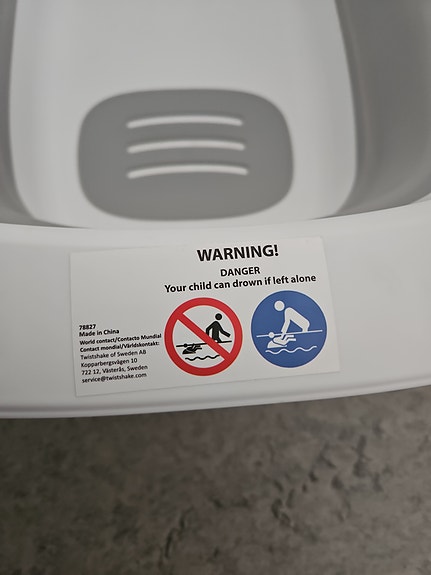 WARNING!
DANGER
Your child can drown if left alone
78827
Made in China
World contact/Contacto Mundial
Contact mondial/Världskontakt:
Twistshake of Sweden AB
Kopparbergsvägen 10
722 12, Västerås, Sweden
service@twistshake.com